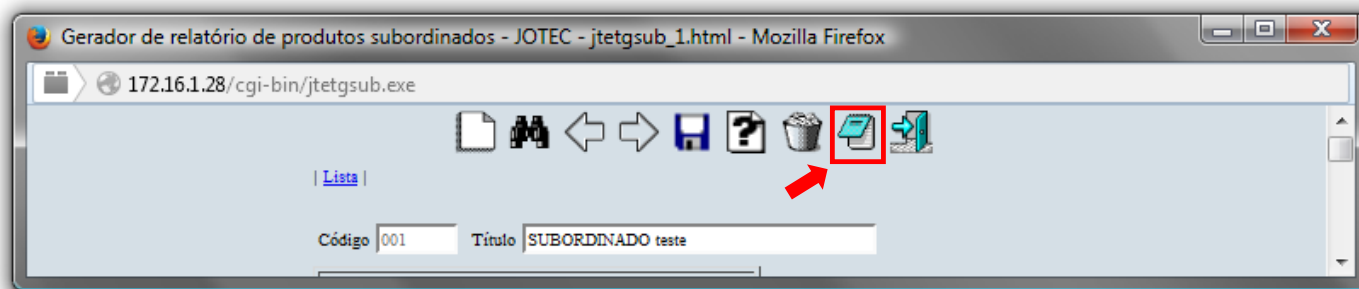 Gerador de relatório de produtos subordinados - JOTEC - jtetgsub_1.html - Mozilla Firefox
172.16.1.28/cgi-bin/jtetgsub.exe
| Lista |
Código 001 Título SUBORDINADO teste